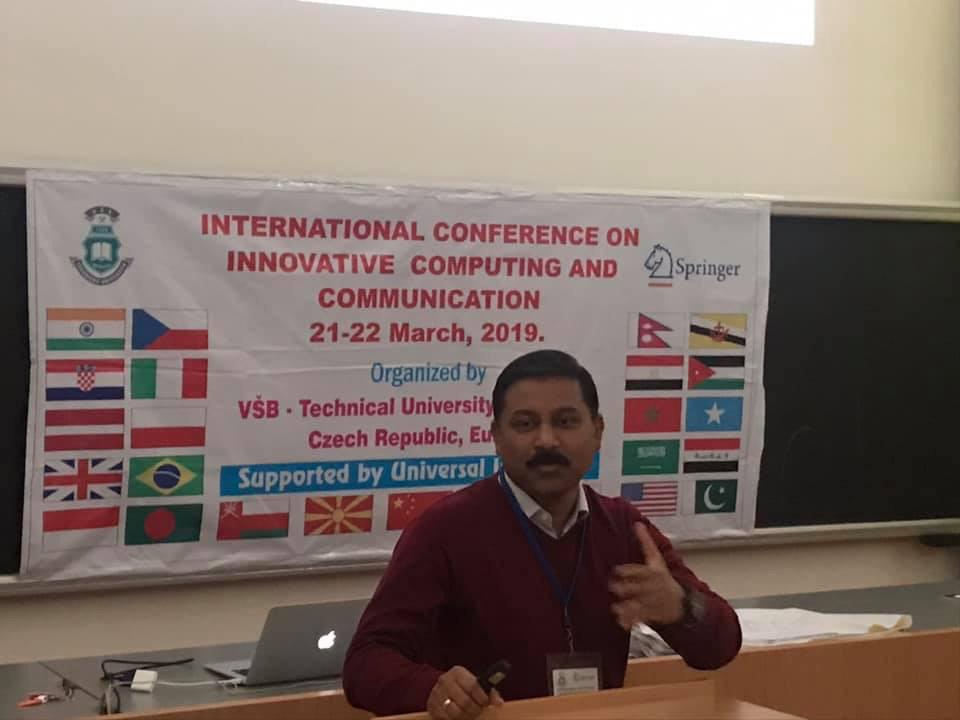 INTERNATIONAL CONFERENCE ON
INNOVATIVE COMPUTING AND
COMMUNICATION
21-22 March, 2019.
Springer
Organized by
VŠB - Technical University
Czech Republic, Eu
Supported by Universal